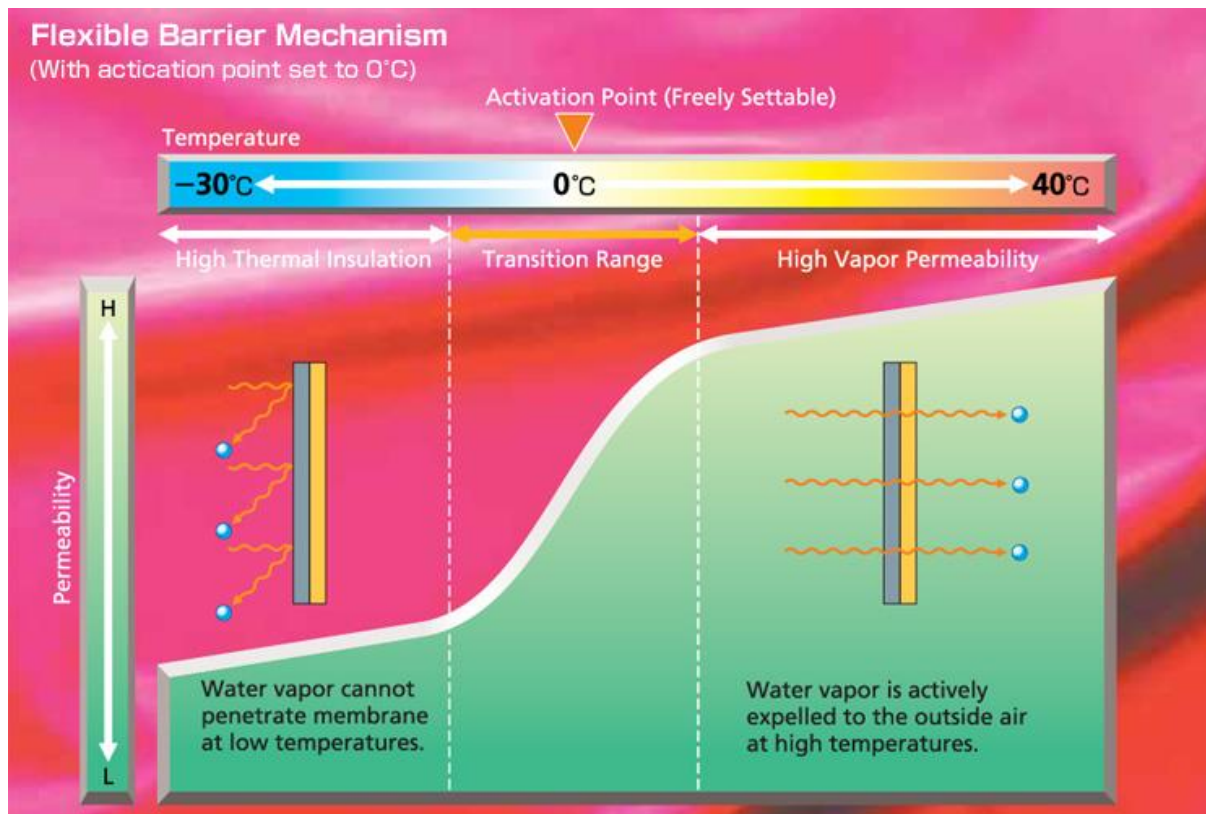 Flexible Barrier Mechanism
(With actication point set to 0°C)
Activation Point (Freely Settable)
Temperature
−30°C
0°C
40°C
High Thermal Insulation
Transition Range
High Vapor Permeability
H
Permeability
L
Water vapor cannot
penetrate membrane
at low temperatures.
Water vapor is actively
expelled to the outside air
at high temperatures.